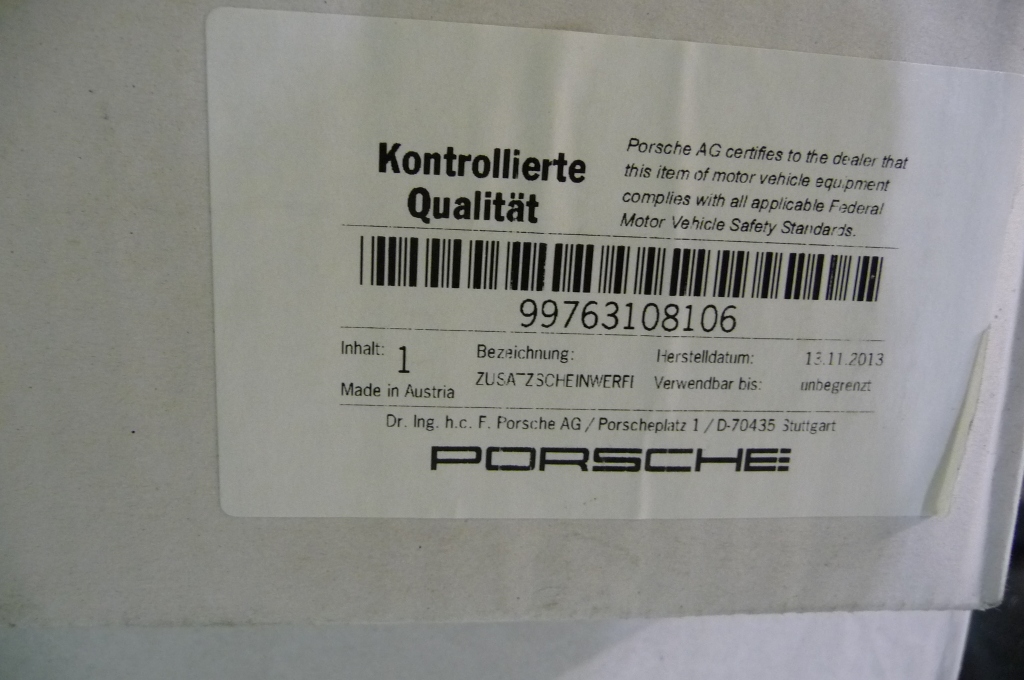 Kontrollierte
Qualität
Porsche AG certifies to the dealer that
this item of motor vehicle equipment
complies with all applicable Federal
Motor Vehicle Safety Standards.
99763108106
Inhalt: 1
Made in Austria
Bezeichnung:
ZUSATZSCHEINWERFI
Herstelldatum: 13.11.2013
Verwendbar bis: unbegrenzt
Dr. Ing. h.c. F. Porsche AG / Porscheplatz 1 / D-70435 Stuttgart
PORSCHE